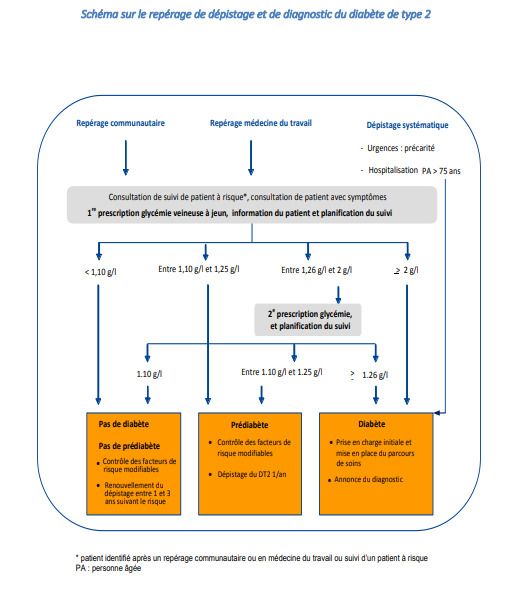 Schéma sur le repérage de dépistage et de diagnostic du diabète de type 2
Repérage communautaire
Repérage médecine du travail
Dépistage systématique
- Urgences : précarité
- Hospitalisation PA > 75 ans
Consultation de suivi de patient à risque*, consultation de patient avec symptômes
1re prescription glycémie veineuse à jeun, information du patient et planification du suivi
< 1,10 g/l
Entre 1,10 g/l et 1,25 g/l
Entre 1,26 g/l et 2 g/l
≥ 2 g/l
2e prescription glycémie,
et planification du suivi
1.10 g/l
Entre 1.10 g/l et 1.25 g/l
≥ 1.26 g/l
Pas de diabète
Pas de prédiabète
• Contrôle des facteurs de
risque modifiables
• Renouvellement du
dépistage entre 1 et 3
ans suivant le risque
Prédiabète
• Contrôle des facteurs de
risque modifiables
• Dépistage du DT2 1/an
Diabète
• Prise en charge initiale et
mise en place du parcours
de soins
• Annonce du diagnostic
* patient identifié après un repérage communautaire ou en médecine du travail ou suivi d'un patient à risque
PA : personne âgée